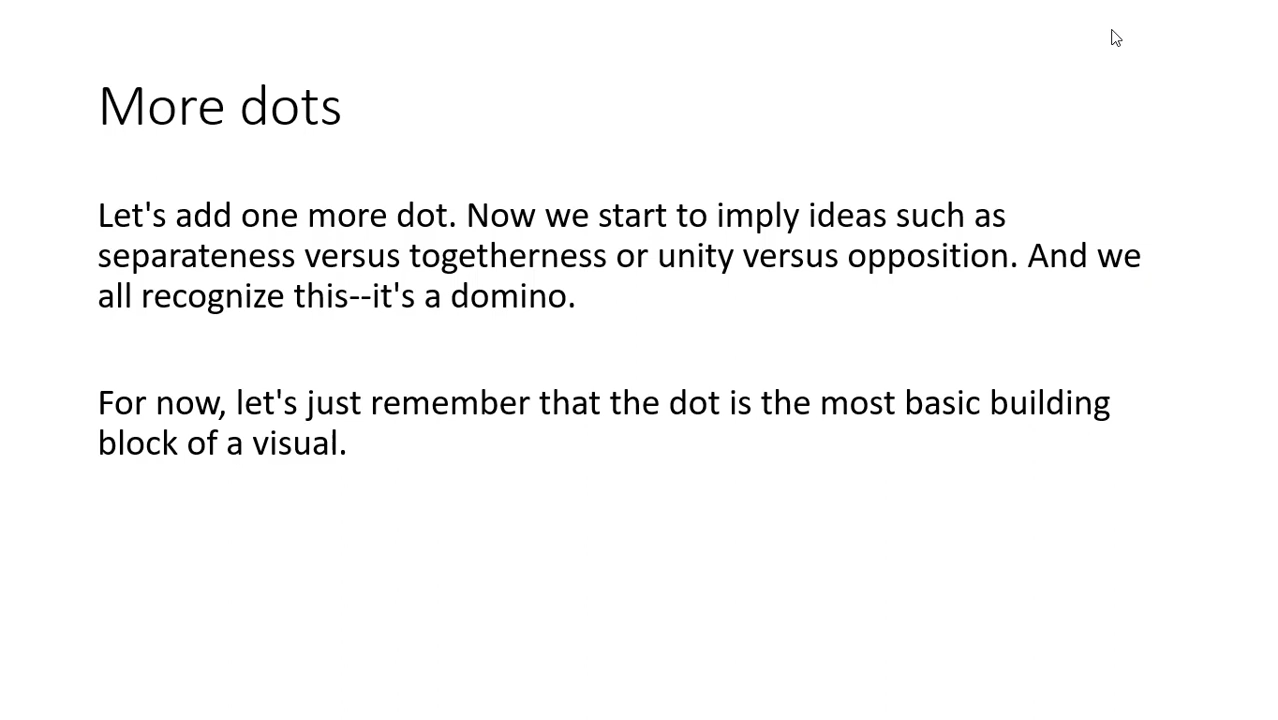 More dots
Let's add one more dot. Now we start to imply ideas such as
separateness versus togetherness or unity versus opposition. And we
all recognize this--it's a domino.
For now, let's just remember that the dot is the most basic building
block of a visual.